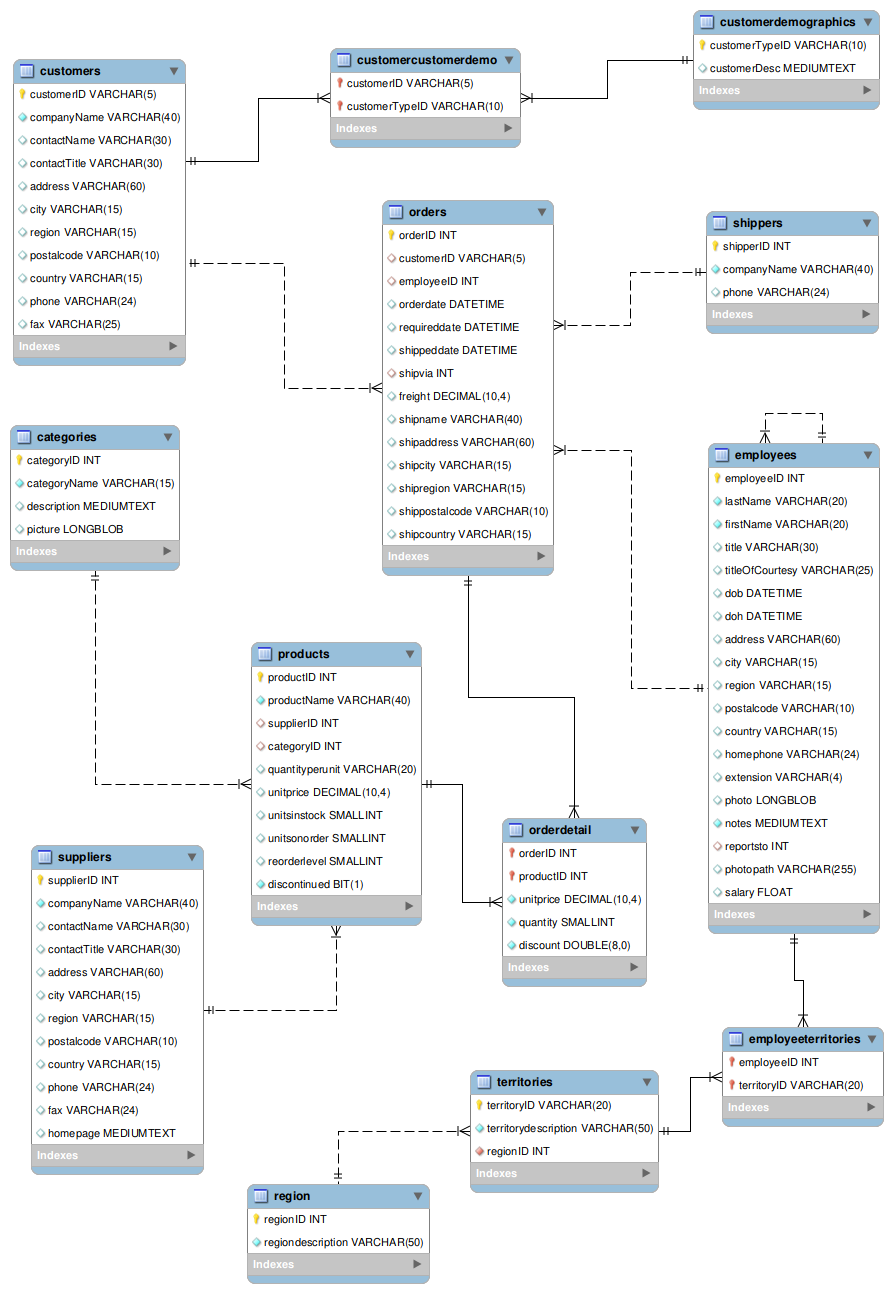 customers
customerID VARCHAR(5)
companyName VARCHAR(40)
contactName VARCHAR(30)
contactTitle VARCHAR(30)
address VARCHAR(60)
city VARCHAR(15)
region VARCHAR(15)
postalcode VARCHAR(10)
country VARCHAR(15)
phone VARCHAR(24)
fax VARCHAR(25)
Indexes
customercustomerdemo
customerID VARCHAR(5)
customerTypeID VARCHAR(10)
Indexes
customerdemographics
customerTypeID VARCHAR(10)
customerDesc MEDIUMTEXT
Indexes
orders
orderID INT
customerID VARCHAR(5)
employeeID INT
orderdate DATETIME
requireddate DATETIME
shippeddate DATETIME
shipvia INT
freight DECIMAL(10,4)
shipname VARCHAR(40)
shipaddress VARCHAR(60)
shipcity VARCHAR(15)
shipregion VARCHAR(15)
shippostalcode VARCHAR(10)
shipcountry VARCHAR(15)
Indexes
shippers
shipperID INT
companyName VARCHAR(40)
phone VARCHAR(24)
Indexes
categories
categoryID INT
categoryName VARCHAR(15)
description MEDIUMTEXT
picture LONGBLOB
Indexes
employees
employeeID INT
lastName VARCHAR(20)
firstName VARCHAR(20)
title VARCHAR(30)
titleOfCourtesy VARCHAR(25)
dob DATETIME
doh DATETIME
address VARCHAR(60)
city VARCHAR(15)
region VARCHAR(15)
postalcode VARCHAR(10)
country VARCHAR(15)
homephone VARCHAR(24)
extension VARCHAR(4)
photo LONGBLOB
notes MEDIUMTEXT
reportsto INT
photopath VARCHAR(255)
salary FLOAT
Indexes
products
productID INT
productName VARCHAR(40)
supplierID INT
categoryID INT
quantityperunit VARCHAR(20)
unitprice DECIMAL(10,4)
unitsinstock SMALLINT
unitsonorder SMALLINT
reorderlevel SMALLINT
discontinued BIT(1)
Indexes
orderdetail
orderID INT
productID INT
unitprice DECIMAL(10,4)
quantity SMALLINT
discount DOUBLE(8,0)
Indexes
suppliers
supplierID INT
companyName VARCHAR(40)
contactName VARCHAR(30)
contactTitle VARCHAR(30)
address VARCHAR(60)
city VARCHAR(15)
region VARCHAR(15)
postalcode VARCHAR(10)
country VARCHAR(15)
phone VARCHAR(24)
fax VARCHAR(24)
homepage MEDIUMTEXT
Indexes
employeeterritories
employeeID INT
territoryID VARCHAR(20)
Indexes
territories
territoryID VARCHAR(20)
territorydescription VARCHAR(50)
regionID INT
Indexes
region
regionID INT
regiondescription VARCHAR(50)
Indexes